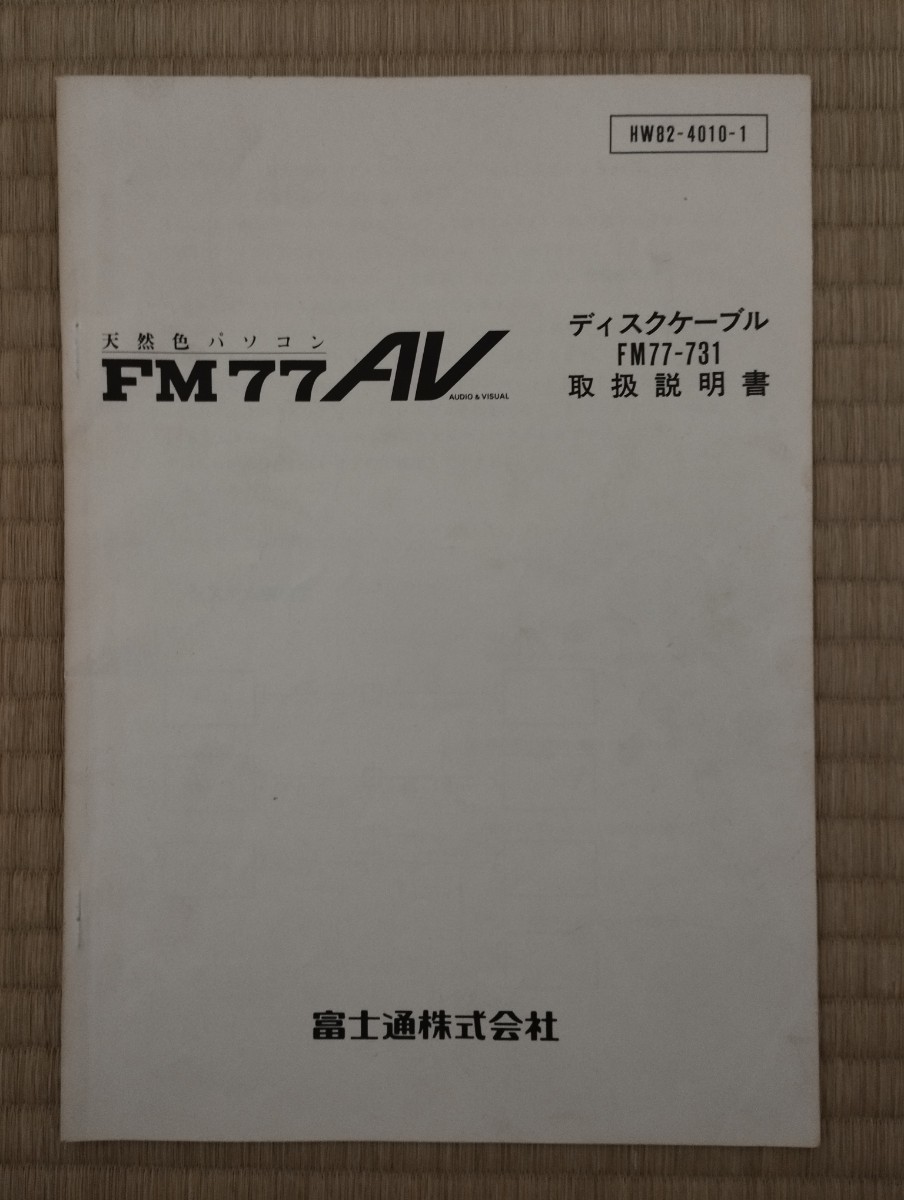 HW82-4010-1
天然色パソコン
FM77AV
AUDIO & VISUAL
ディスクケーブル
FM77-731
取扱説明書
富士通株式会社